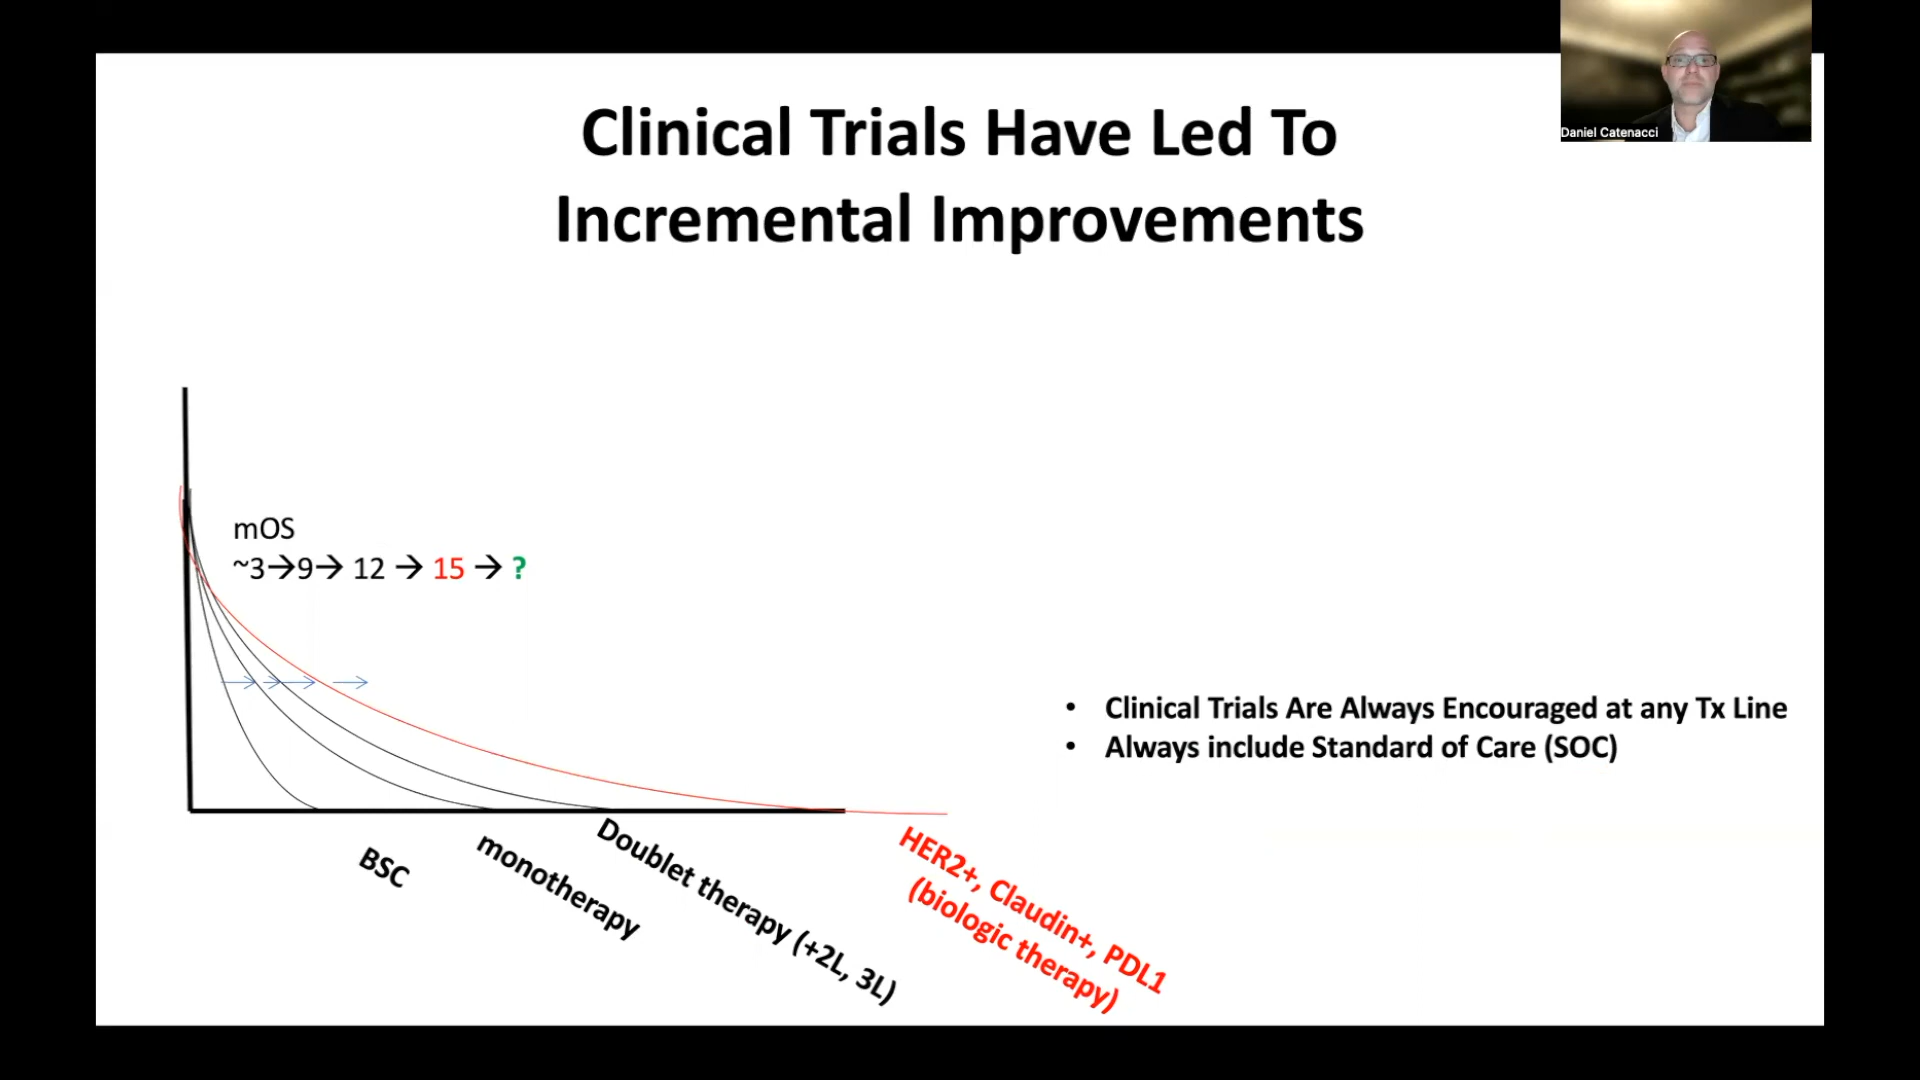 Daniel Catenacci
Clinical Trials Have Led To
Incremental Improvements
mOS
~3→9→ 12 → 15 → ?
• Clinical Trials Are Always Encouraged at any Tx Line
• Always include Standard of Care (SOC)
BSC
monotherapy
Doublet therapy (+2L, 3L)
HER2+, Claudin+, PDL1
(biologic therapy)